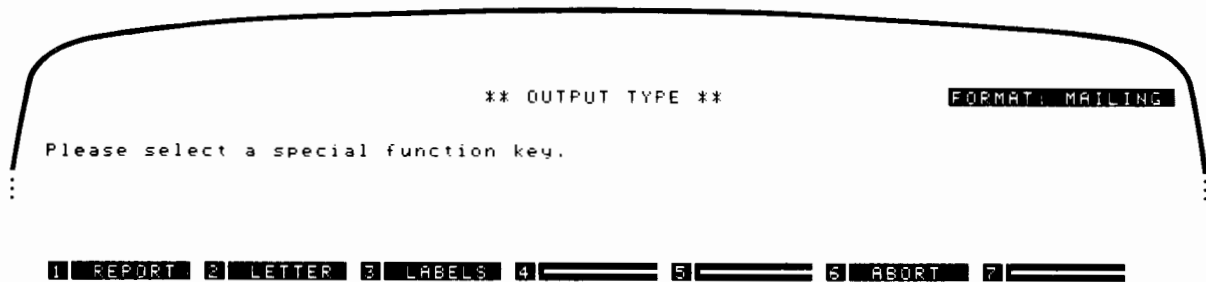 ** OUTPUT TYPE ** FORMAT: MAILING
Please select a special function key.
1 REPORT 2 LETTER 3 LABELS 4 5 6 ABORT 7